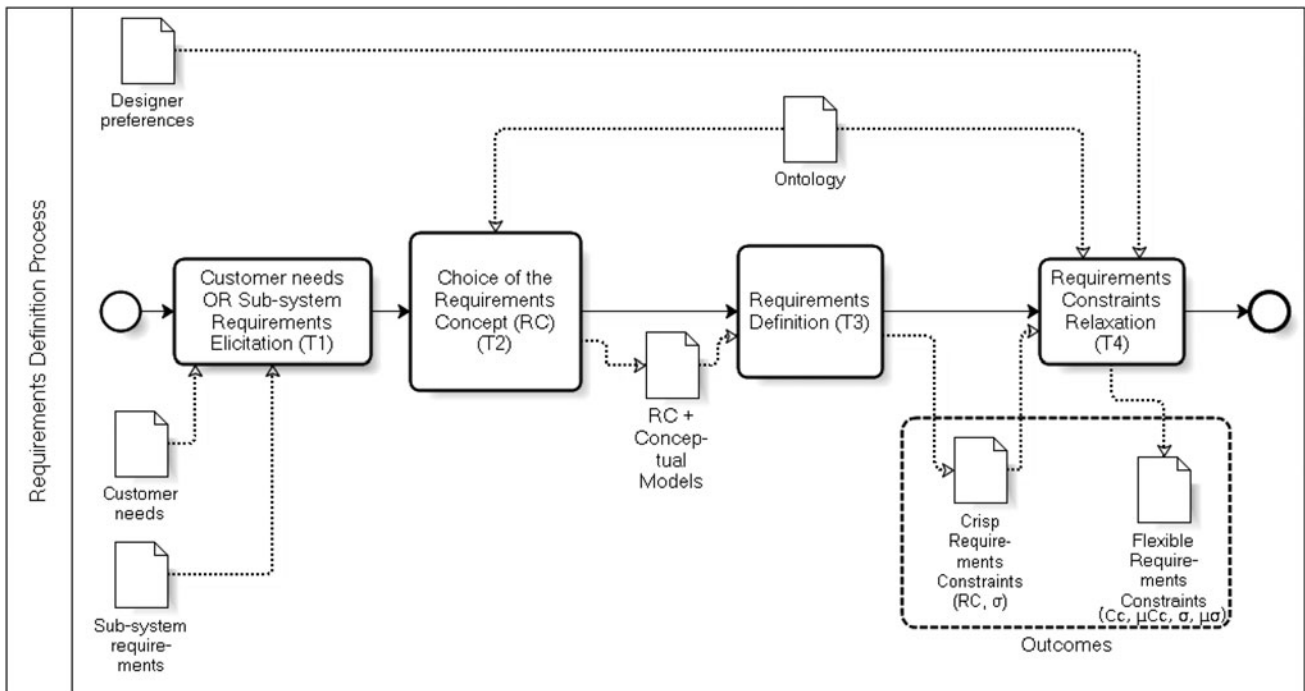 Requirements Definition Process
Designer
preferences
Ontology
Customer needs
OR Sub-system
Requirements
Elicitation (T1)
Choice of the
Requirements
Concept (RC)
(T2)
Requirements
Definition (T3)
Requirements
Constraints
Relaxation
(T4)
RC +
Concep-
tual
Models
Customer
needs
Sub-system
require-
ments
Crisp
Require-
ments
Constraints
(RC, σ)
Flexible
Require-
ments
Constraints
(Cc, μCc, σ, μσ)
Outcomes